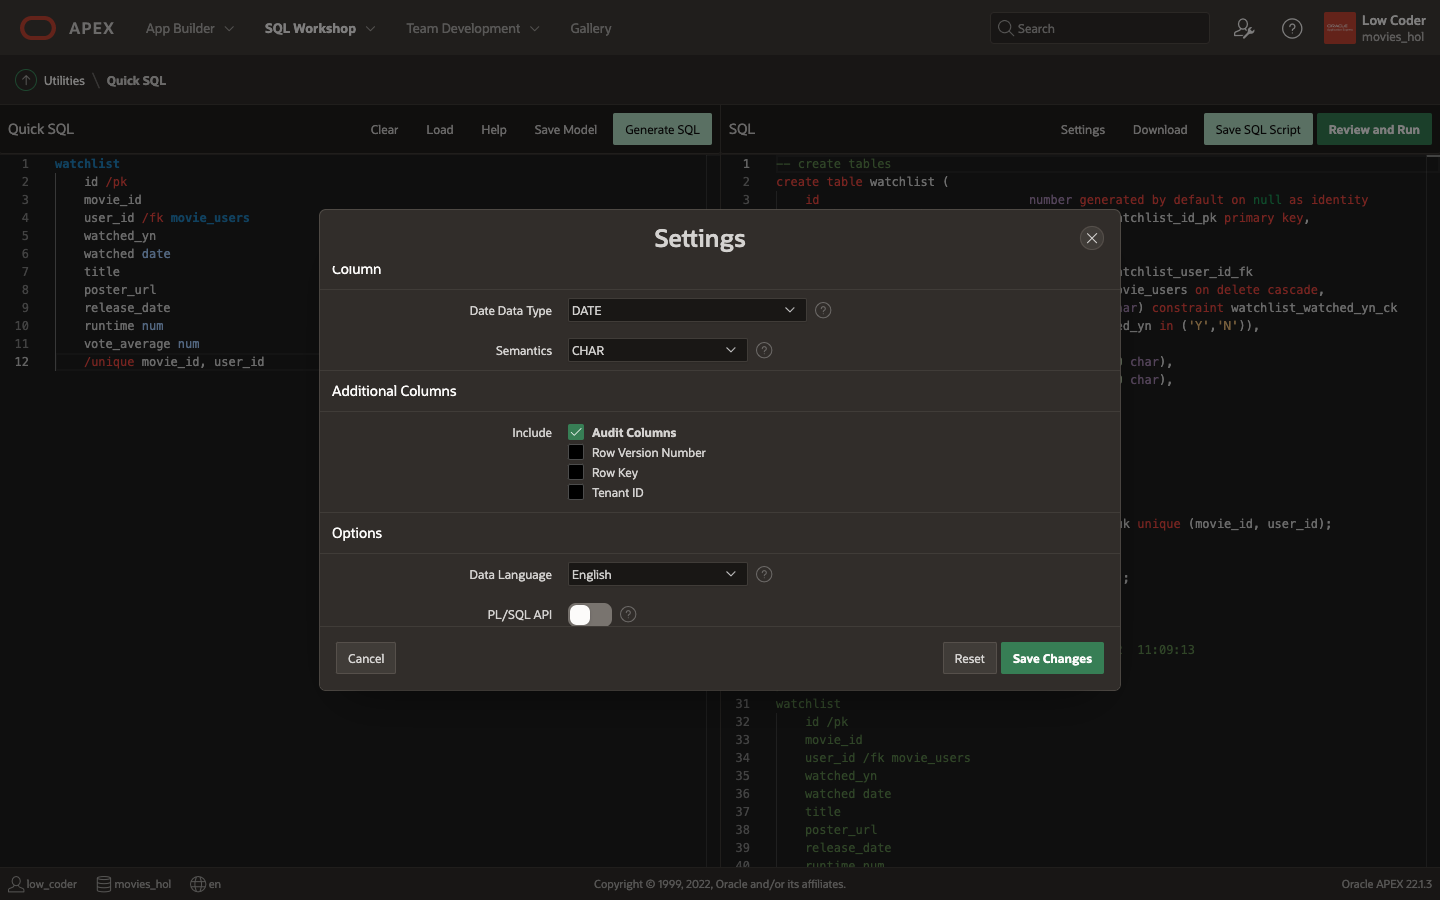 APEX
App Builder
SQL Workshop
Team Development
Gallery
Search
Low Coder
movies_hol
Utilities \ Quick SQL
Quick SQL
Clear
Load
Help
Save Model
Generate SQL
SQL
Settings
Download
Save SQL Script
Review and Run
1 watchlist
2 id /pk
3 movie_id
4 user_id /fk movie_users
5 watched_yn
6 watched date
7 title
8 poster_url
9 release_date
10 runtime num
11 vote_average num
12 /unique movie_id, user_id
1 -- create tables
2 create table watchlist (
3 id number generated by default on null as identity
atchlist_id_pk primary key,
atchlist_user_id_fk
vie_users on delete cascade,
ar) constraint watchlist_watched_yn_ck
d_yn in ('Y','N')),
char),
char),
k unique (movie_id, user_id);
;
11:09:13
31 watchlist
32 id /pk
33 movie_id
34 user_id /fk movie_users
35 watched_yn
36 watched date
37 title
38 poster_url
39 release_date
40 runtime num
Settings
Column
Date Data Type
DATE
Semantics
CHAR
Additional Columns
Include
Audit Columns
Row Version Number
Row Key
Tenant ID
Options
Data Language
English
PL/SQL API
Cancel
Reset
Save Changes
low_coder
movies_hol
en
Copyright © 1999, 2022, Oracle and/or its affiliates.
Oracle APEX 22.1.3